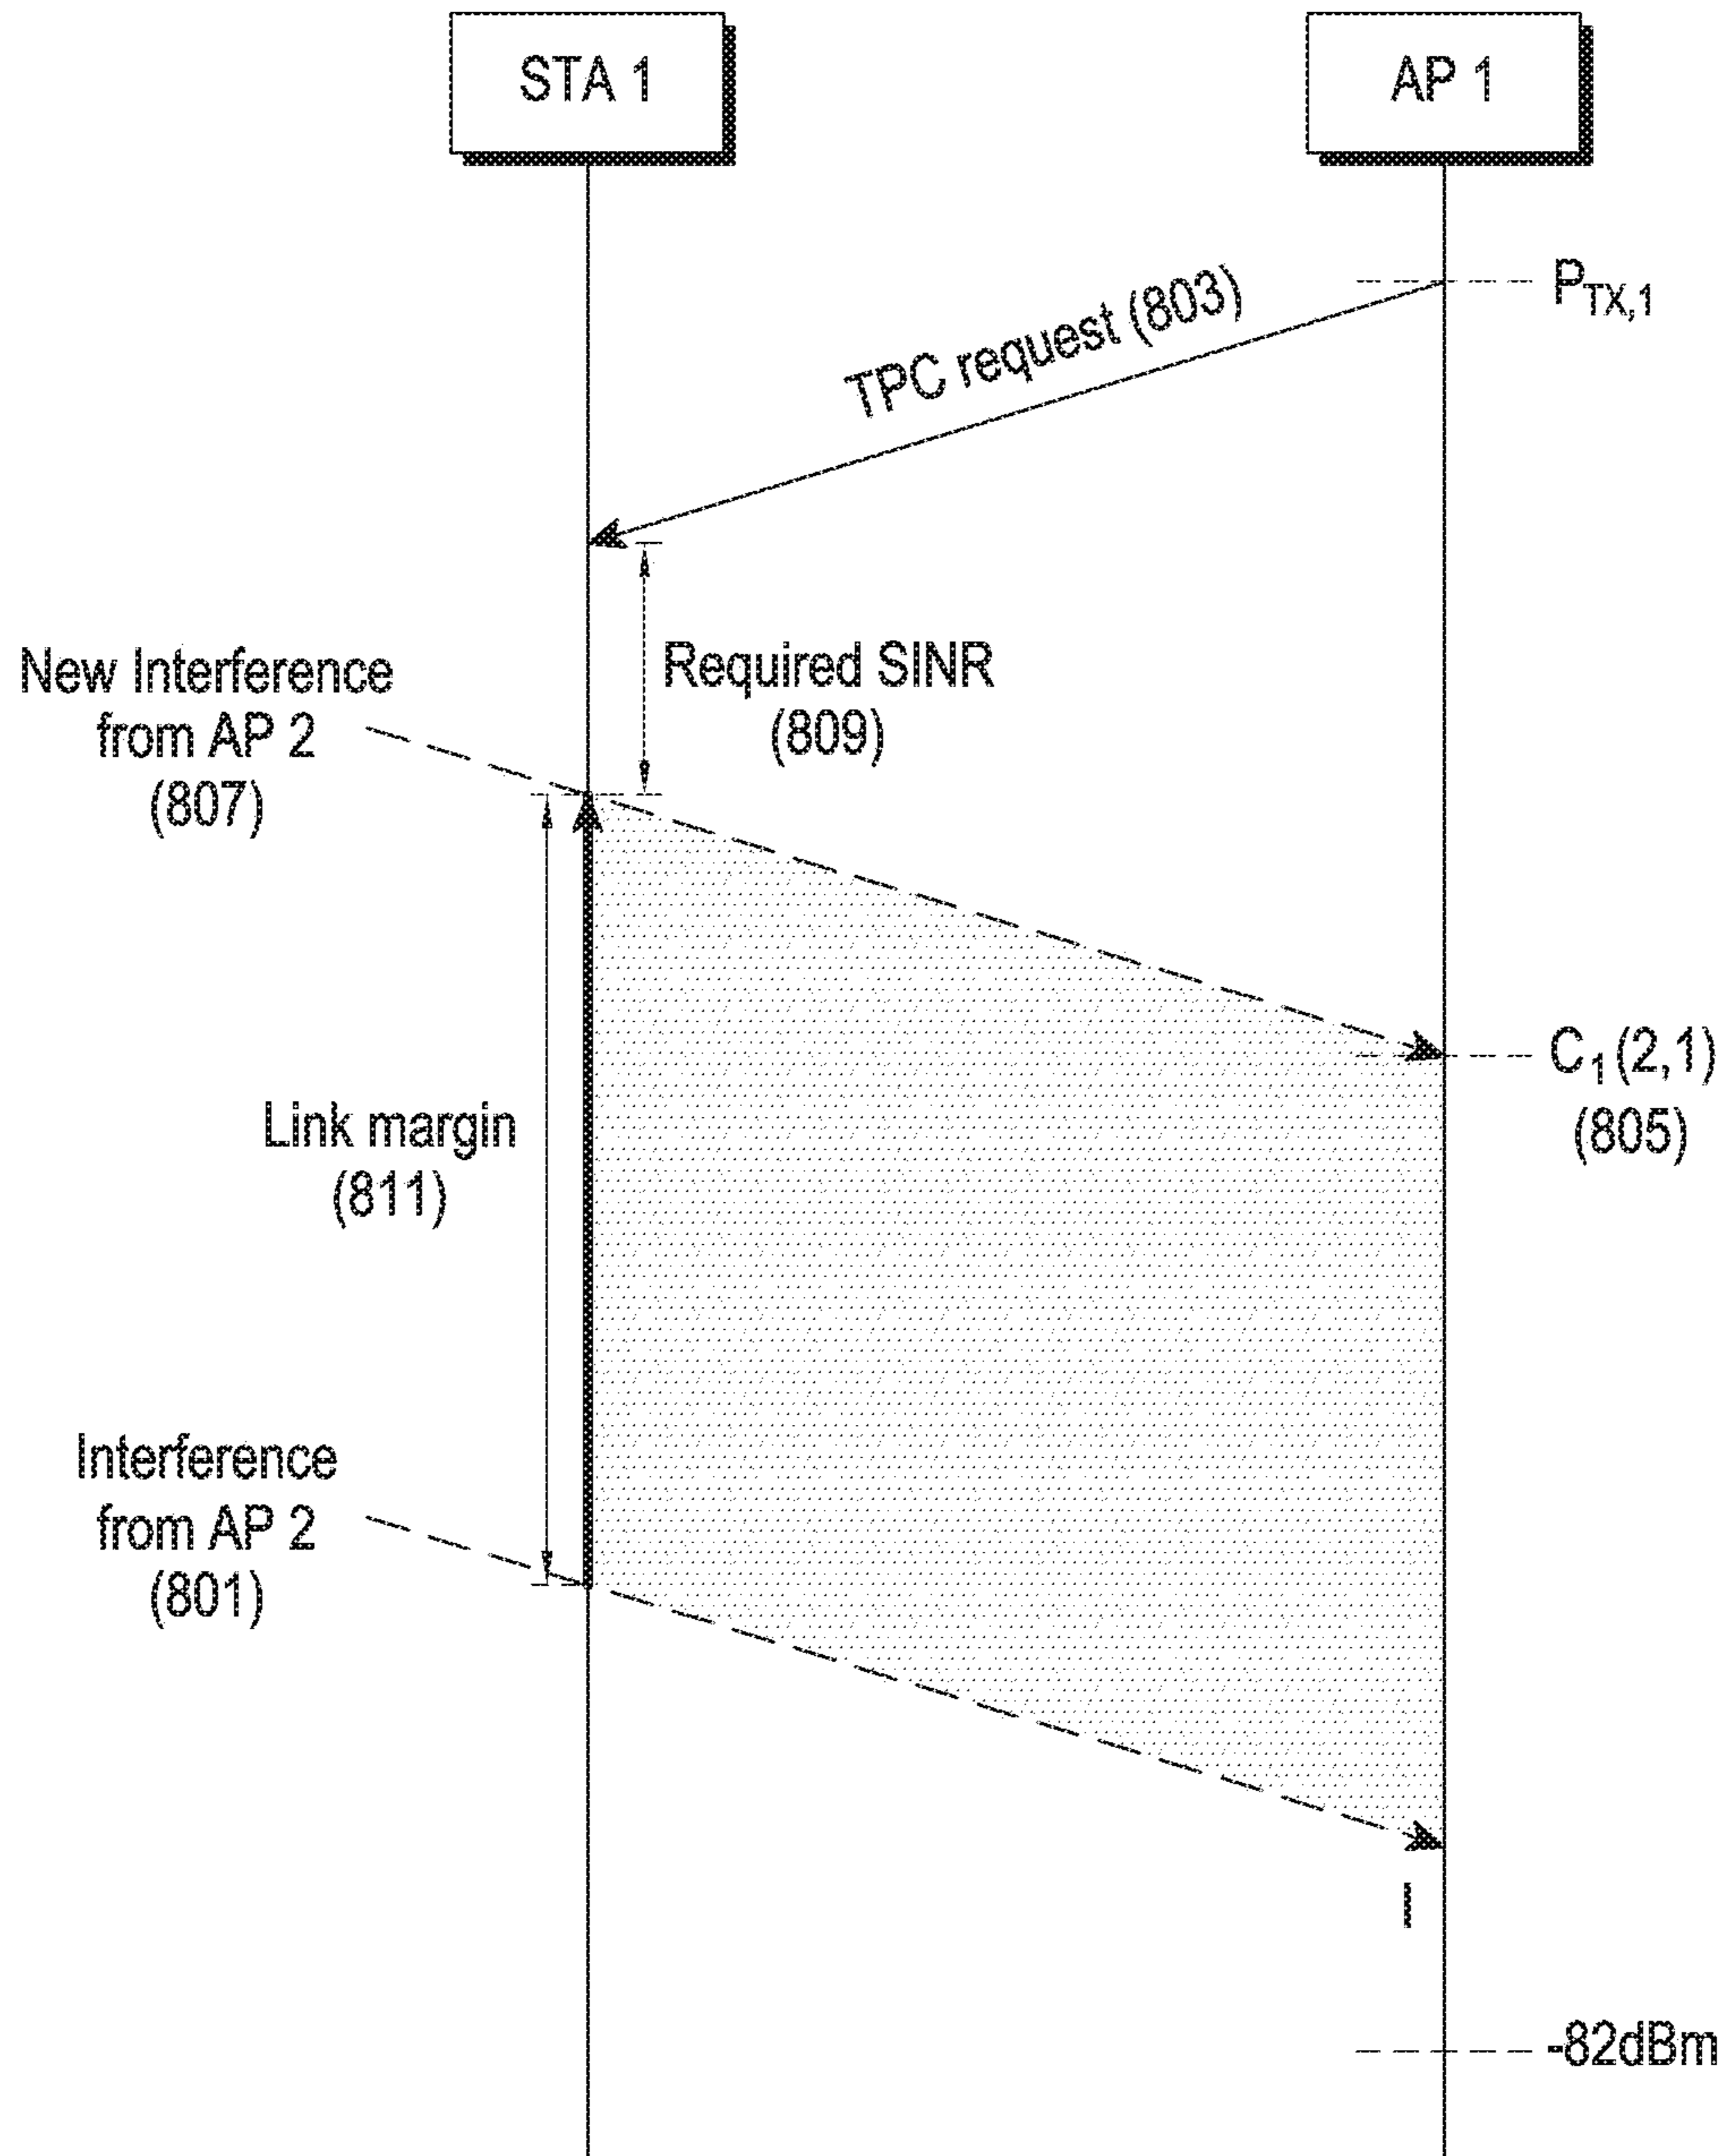 STA 1
AP 1
P_TX,1
TPC request (803)
Required SINR
(809)
New Interference
from AP 2
(807)
C₁(2,1)
(805)
Link margin
(811)
Interference
from AP 2
(801)
I
-82dBm